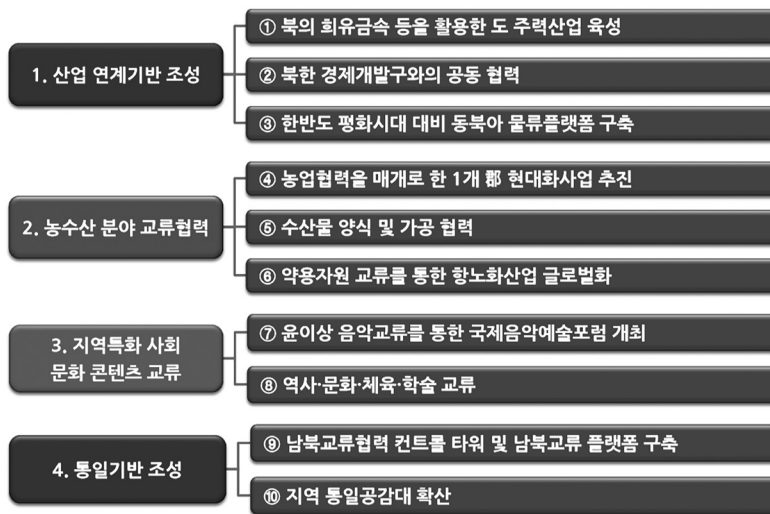 1. 산업 연계기반 조성
① 북의 희유금속 등을 활용한 도 주력산업 육성
② 북한 경제개발구와의 공동 협력
③ 한반도 평화시대 대비 동북아 물류플랫폼 구축
2. 농수산 분야 교류협력
④ 농업협력을 매개로 한 1개 郡 현대화사업 추진
⑤ 수산물 양식 및 가공 협력
⑥ 약용자원 교류를 통한 항노화산업 글로벌화
3. 지역특화 사회
문화 콘텐츠 교류
⑦ 윤이상 음악교류를 통한 국제음악예술포럼 개최
⑧ 역사·문화·체육·학술 교류
4. 통일기반 조성
⑨ 남북교류협력 컨트롤 타워 및 남북교류 플랫폼 구축
⑩ 지역 통일공감대 확산